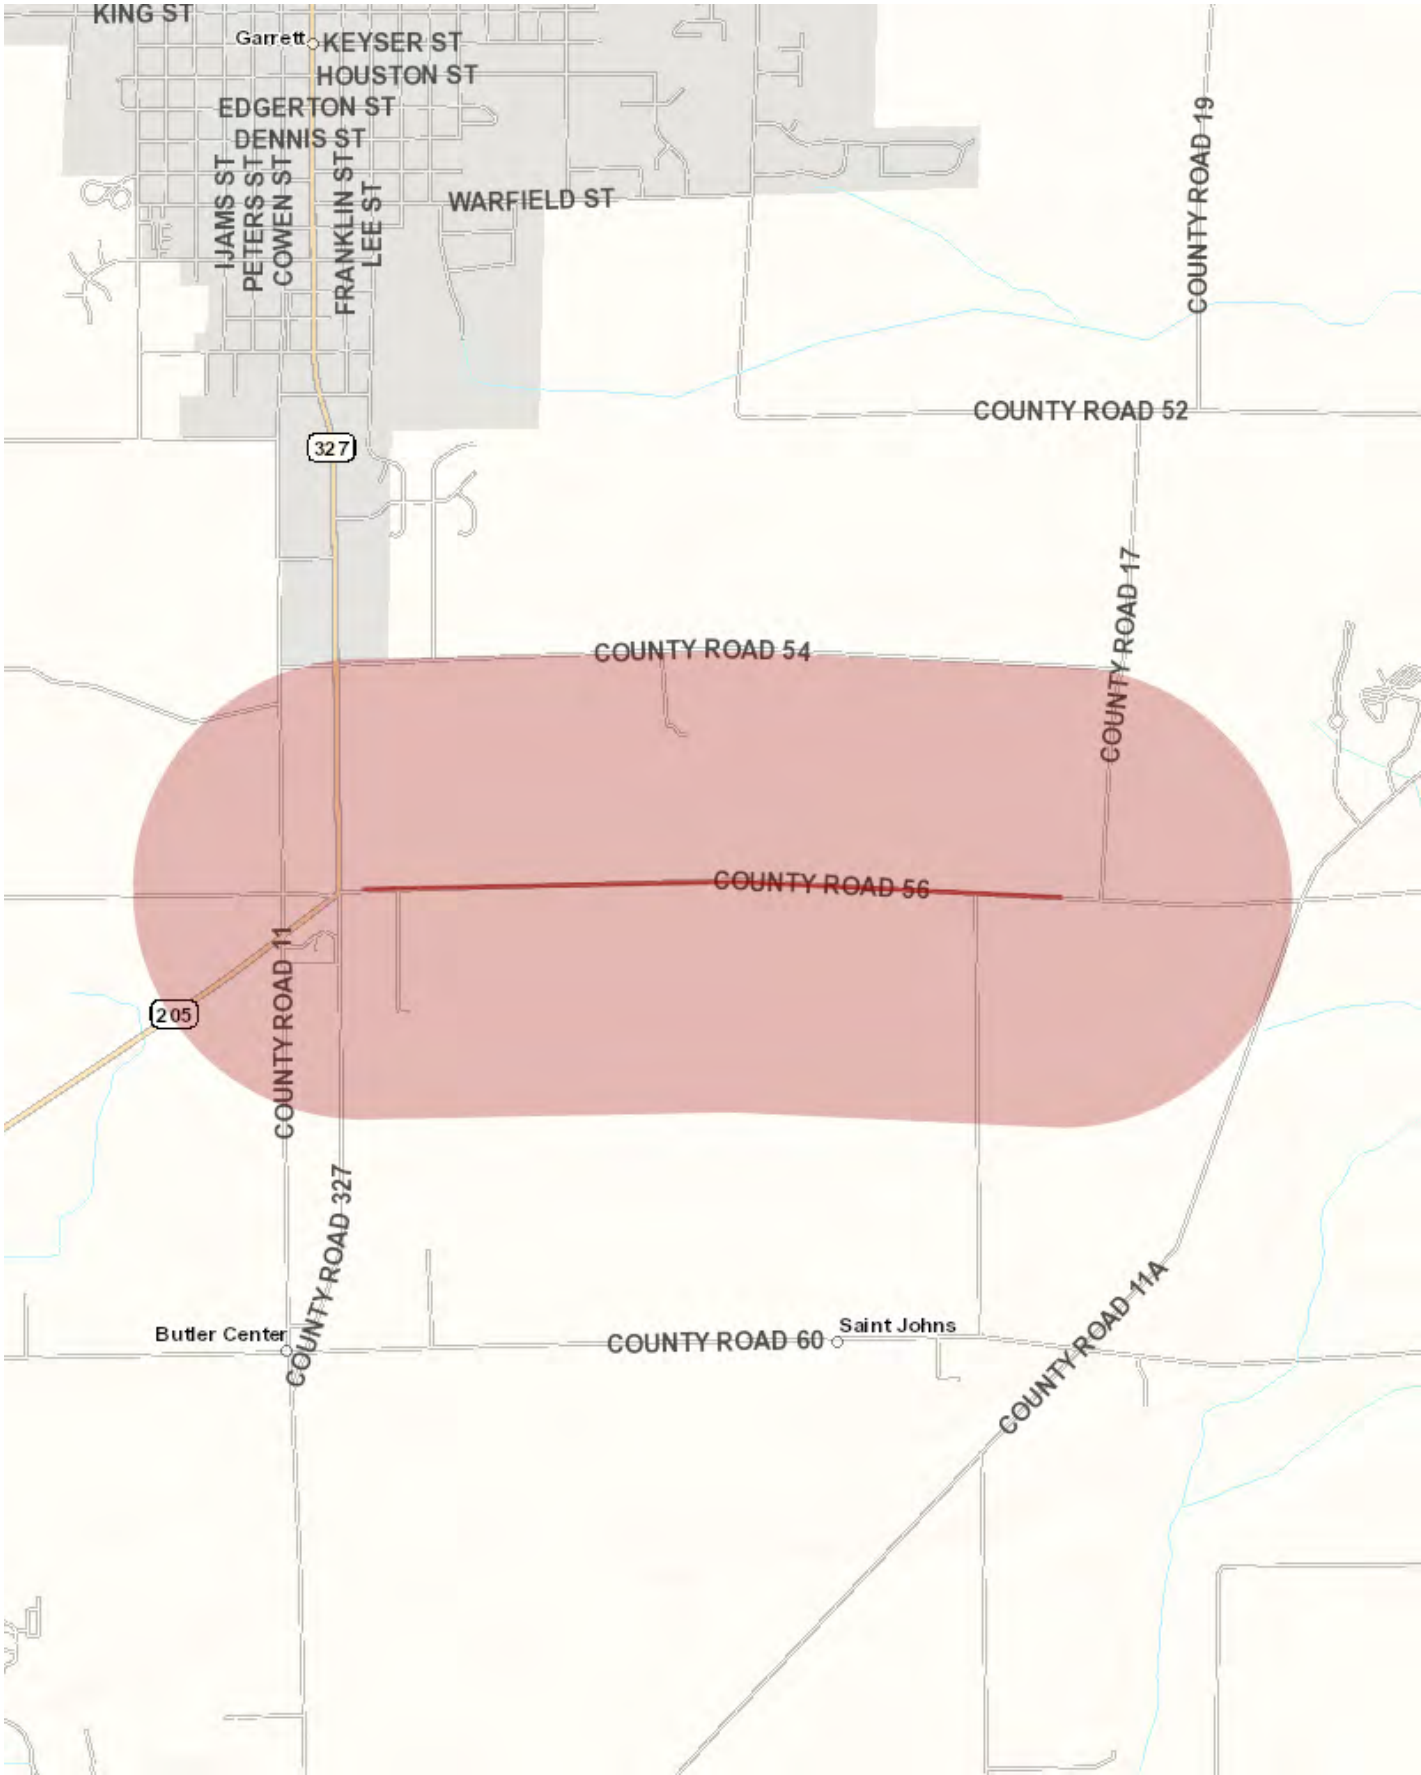 KING ST
Garrett
KEYSER ST
HOUSTON ST
EDGERTON ST
DENNIS ST
IJAMS ST
PETERS ST
COWEN ST
FRANKLIN ST
LEE ST
WARFIELD ST
COUNTY ROAD 19
COUNTY ROAD 52
327
COUNTY ROAD 17
COUNTY ROAD 54
COUNTY ROAD 56
COUNTY ROAD 11
205
COUNTY ROAD 327
Butler Center
COUNTY ROAD 60
Saint Johns
COUNTY ROAD 11A